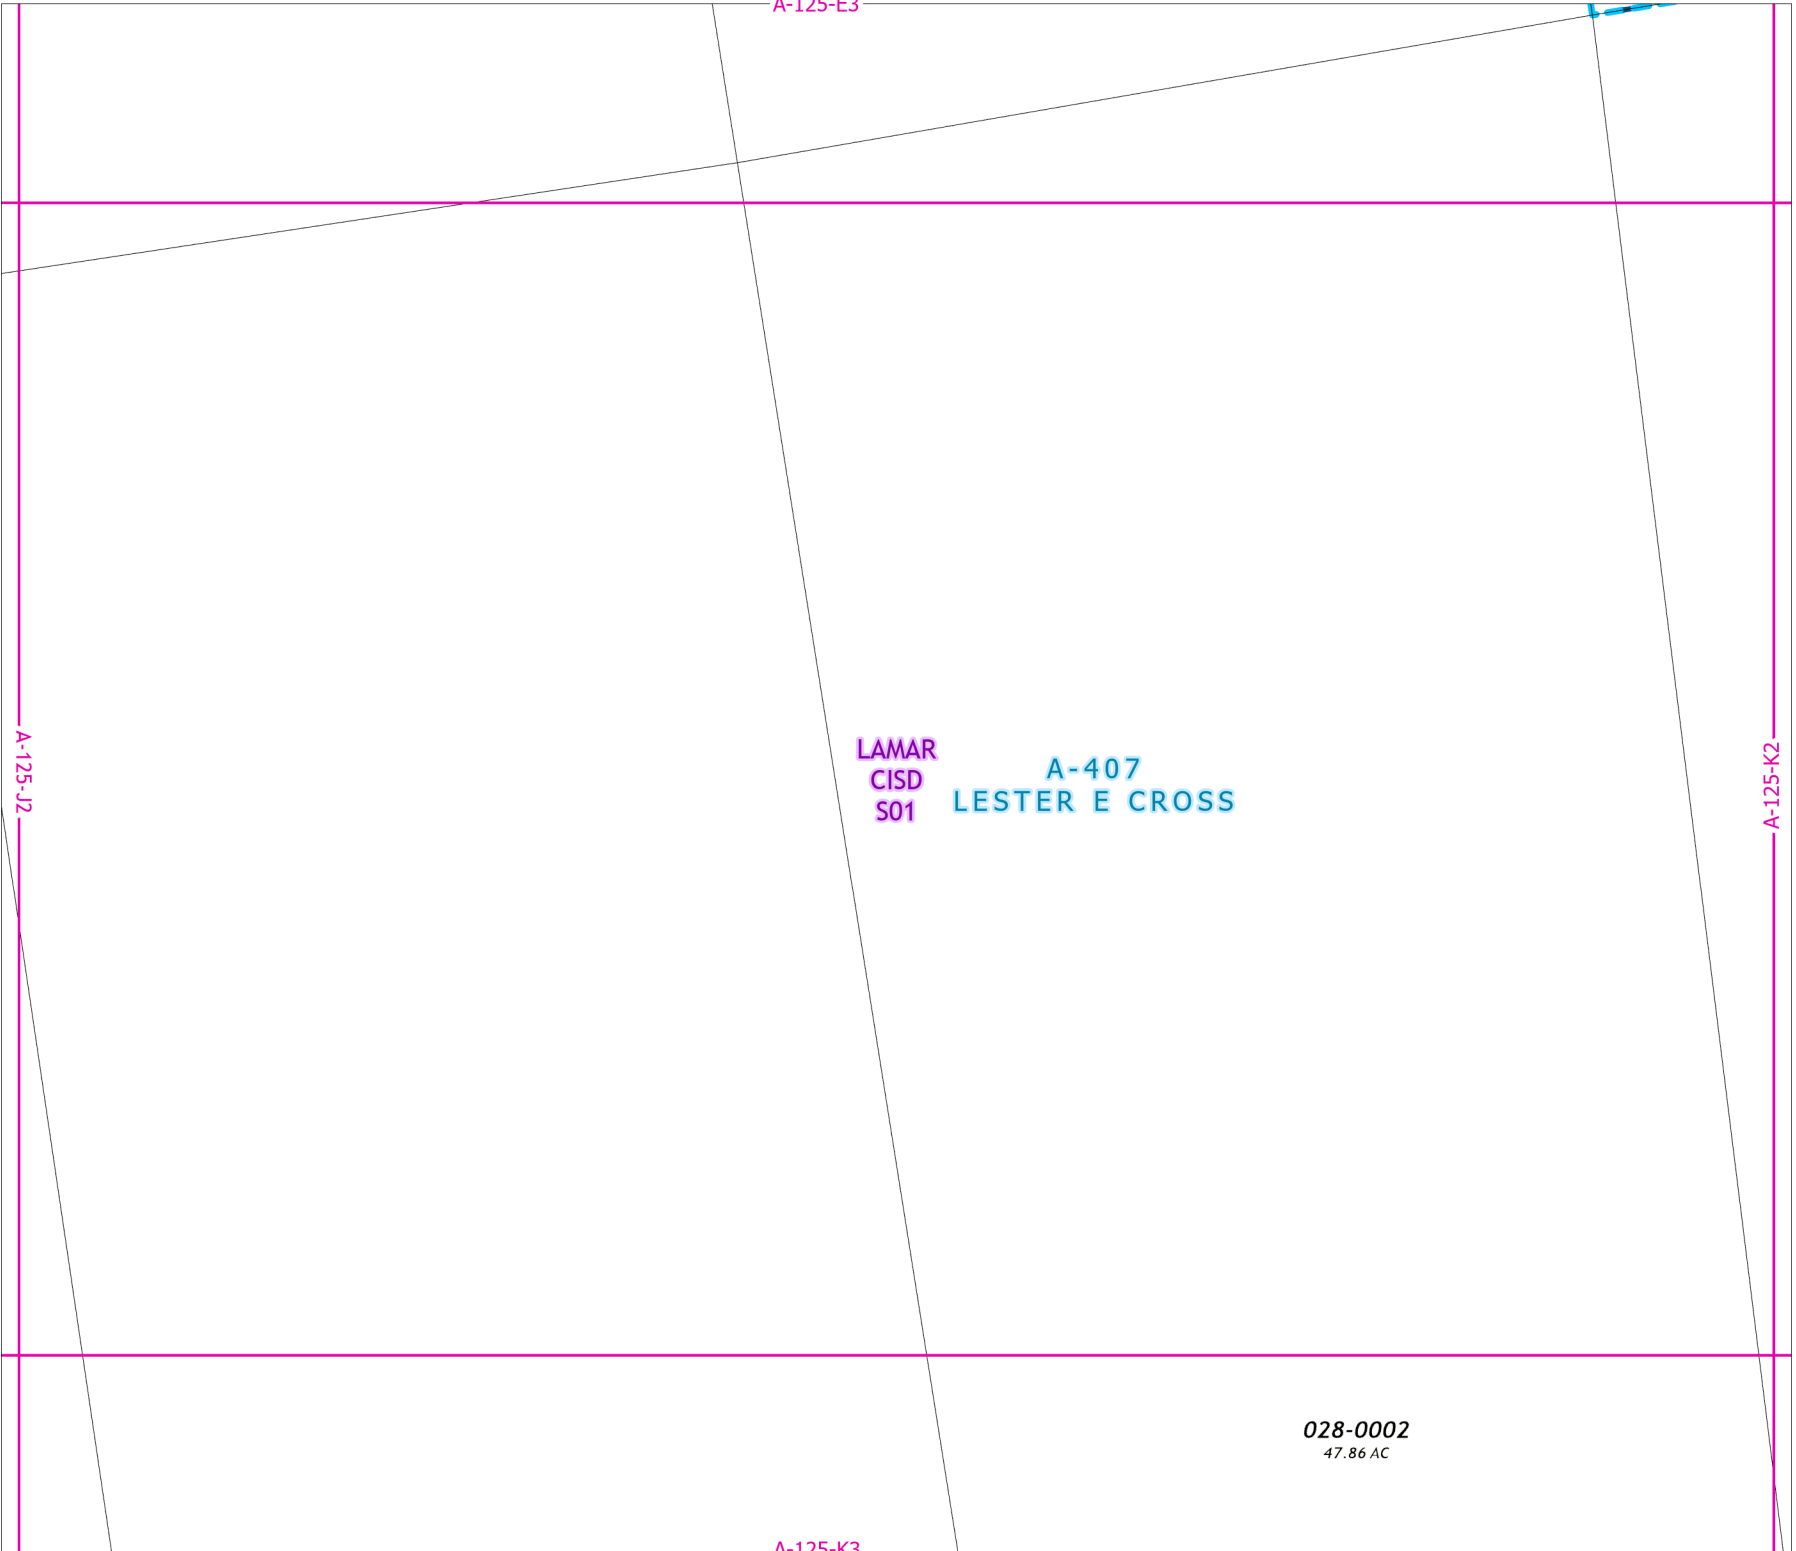 A-125-E3
A-125-J2
LAMAR
CISD
S01
A-407
LESTER E CROSS
A-125-K2
028-0002
47.86 AC
A-125-K3